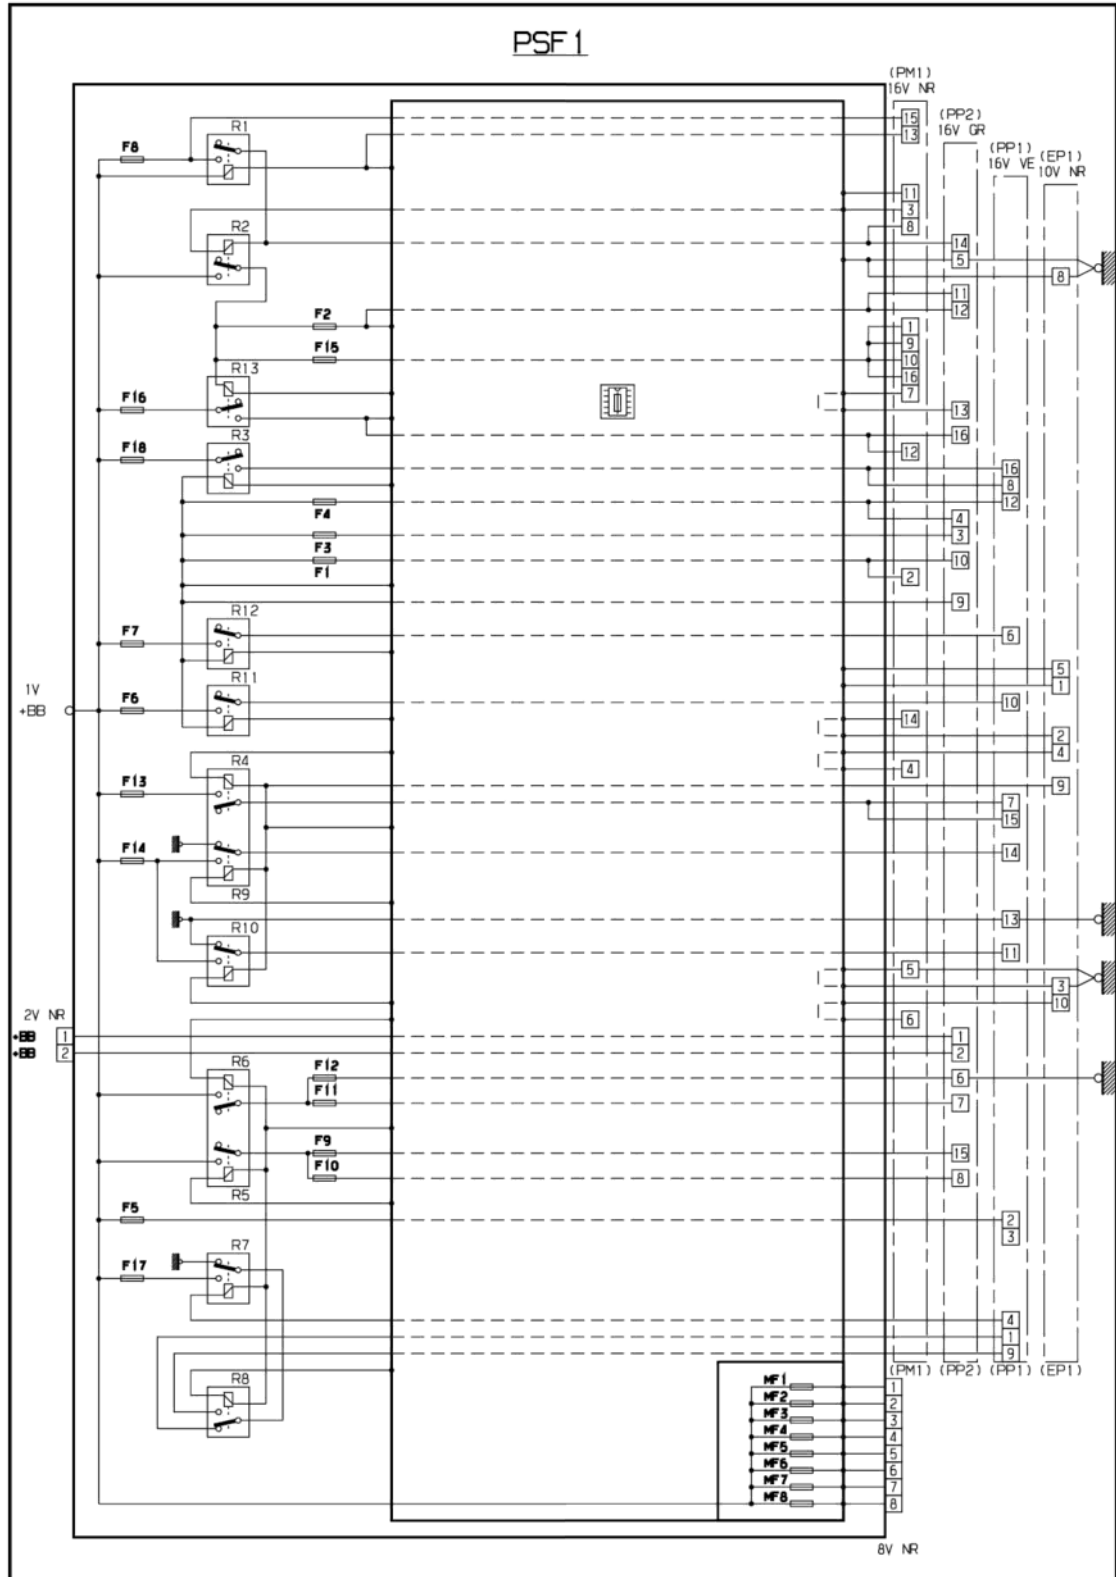 PSF1
(PM1)
16V NR
(PP2)
16V GR
(PP1)
16V VE
(EP1)
10V NR
R1
15
F8
13
11
3
R2
8
14
5
8
11
F2
12
1
F15
9
10
R13
16
7
F16
13
R3
16
F18
12
16
8
12
F4
4
3
F3
10
F1
2
9
R12
F7
6
5
R11
1
1V
F6
10
+BB
14
2
R4
4
4
F13
9
7
15
F14
14
R9
13
R10
11
5
3
10
2V NR
6
+BB 1
1
+BB 2
2
R6
F12
6
F11
7
F9
15
F10
8
R5
F5
2
3
R7
F17
4
1
9
R8
(PM1) (PP2) (PP1) (EP1)
MF1 1
MF2 2
MF3 3
MF4 4
MF5 5
MF6 6
MF7 7
MF8 8
8V NR